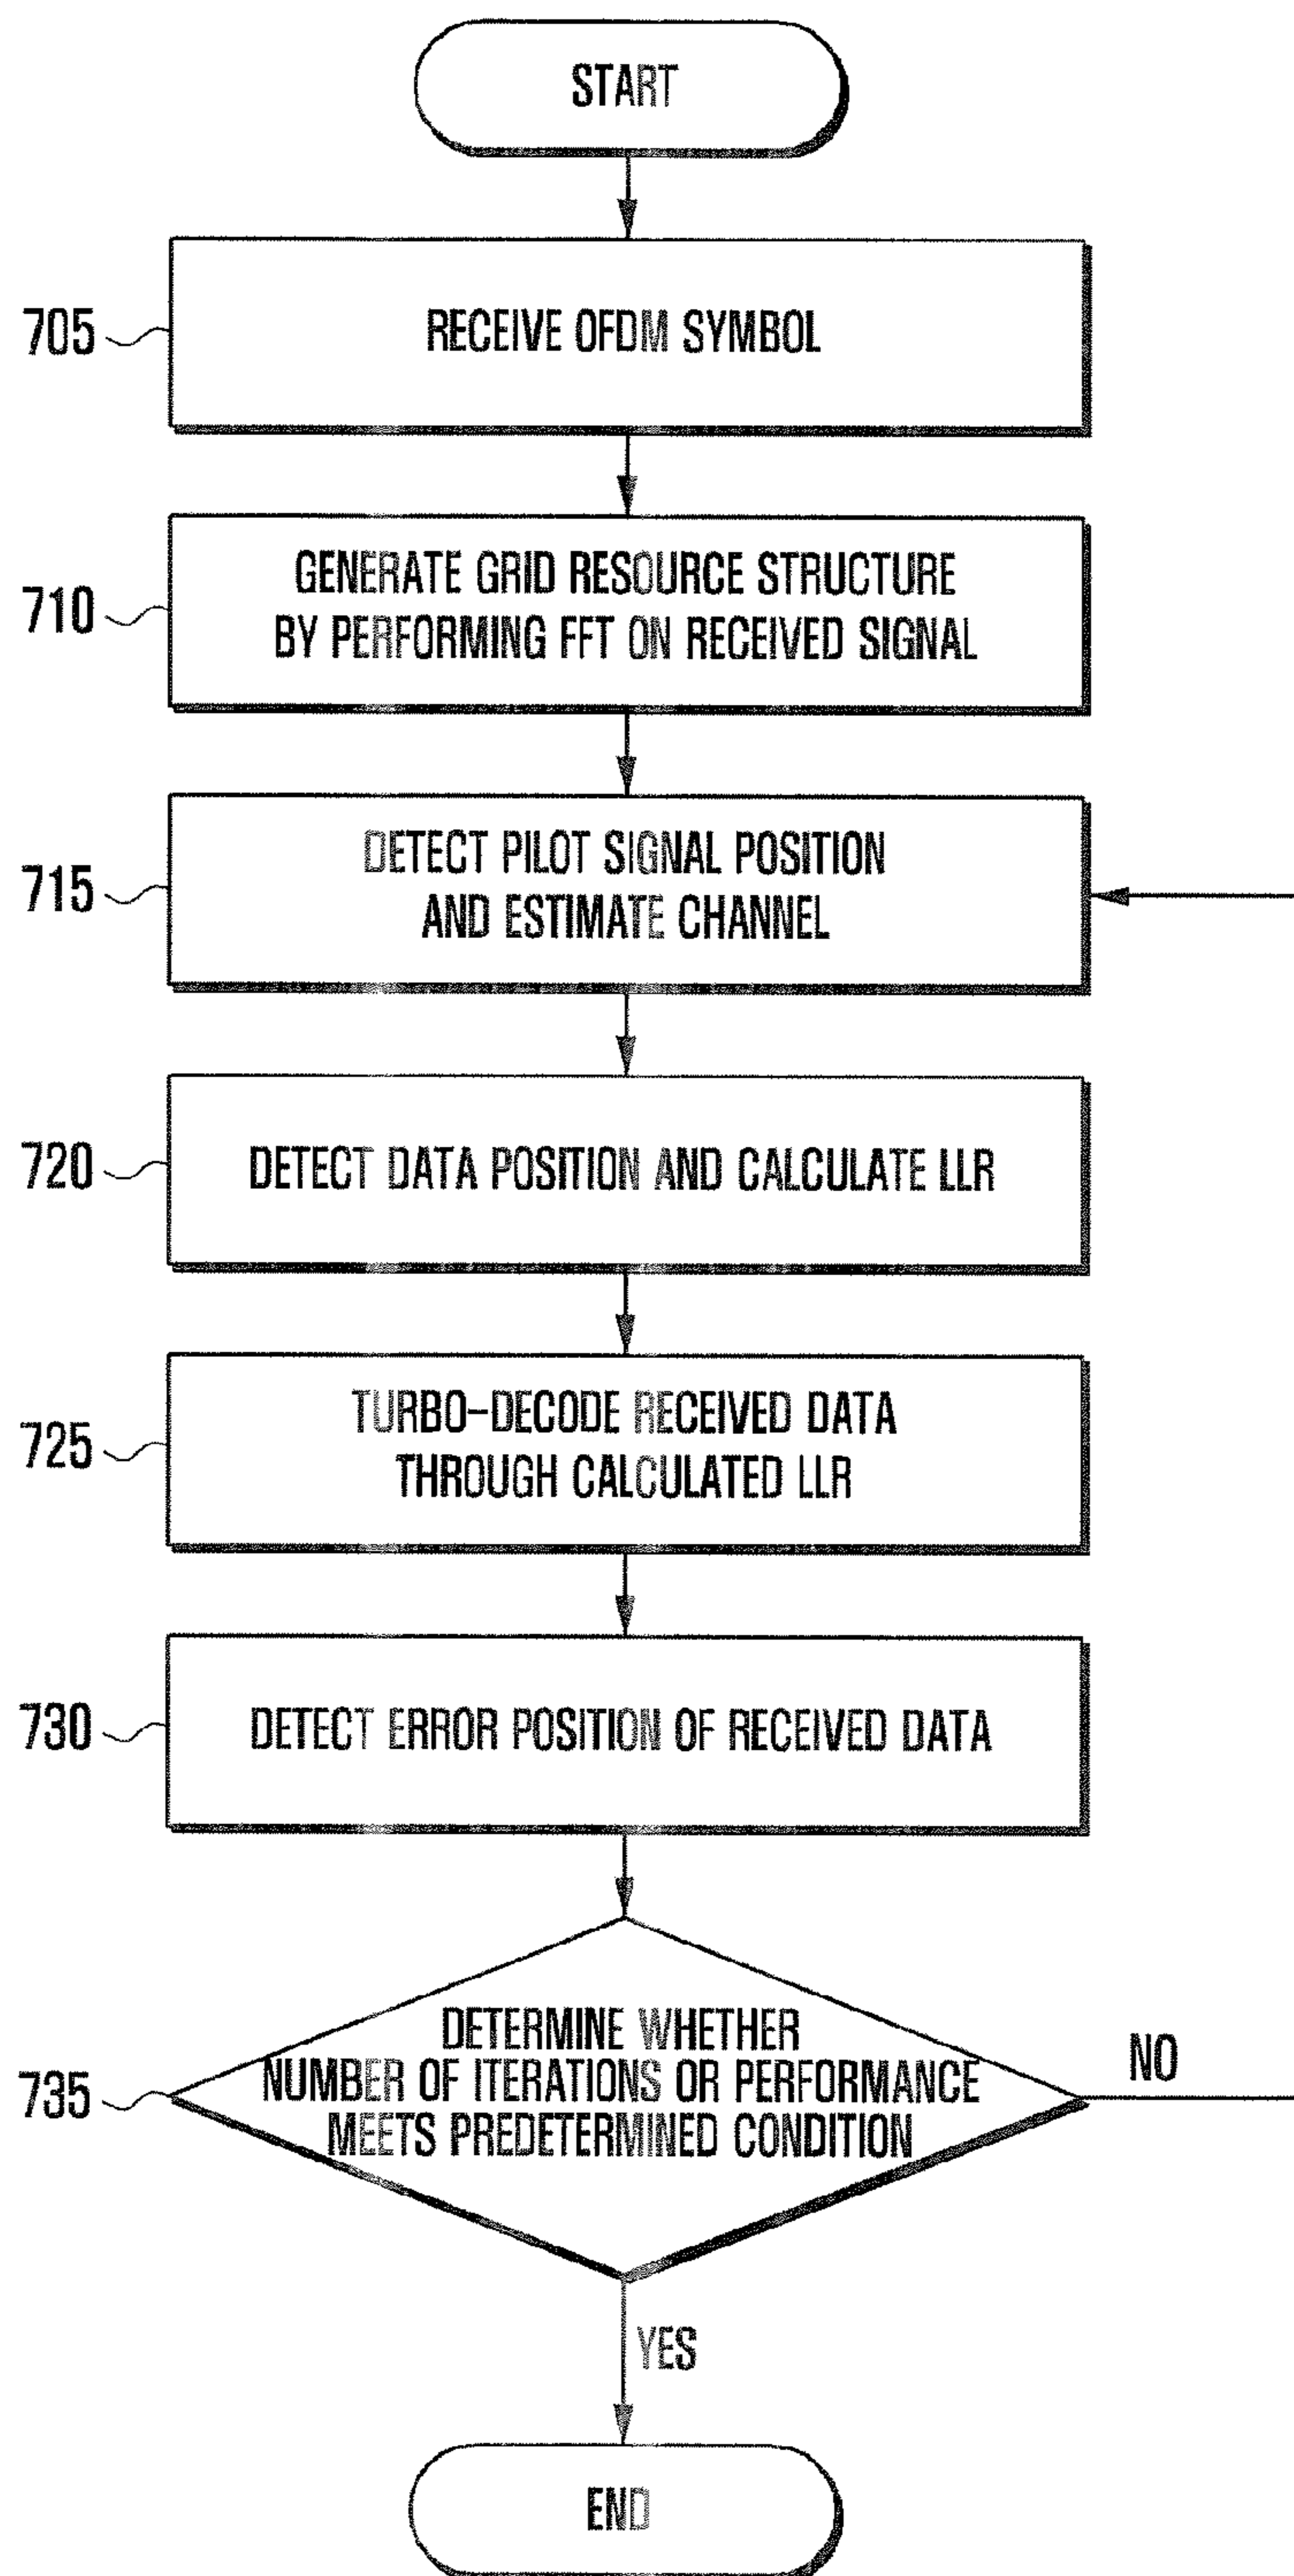 START
705
RECEIVE OFDM SYMBOL
710
GENERATE GRID RESOURCE STRUCTURE
BY PERFORMING FFT ON RECEIVED SIGNAL
715
DETECT PILOT SIGNAL POSITION
AND ESTIMATE CHANNEL
720
DETECT DATA POSITION AND CALCULATE LLR
725
TURBO-DECODE RECEIVED DATA
THROUGH CALCULATED LLR
730
DETECT ERROR POSITION OF RECEIVED DATA
735
DETERMINE WHETHER
NUMBER OF ITERATIONS OR PERFORMANCE
MEETS PREDETERMINED CONDITION
NO
YES
END